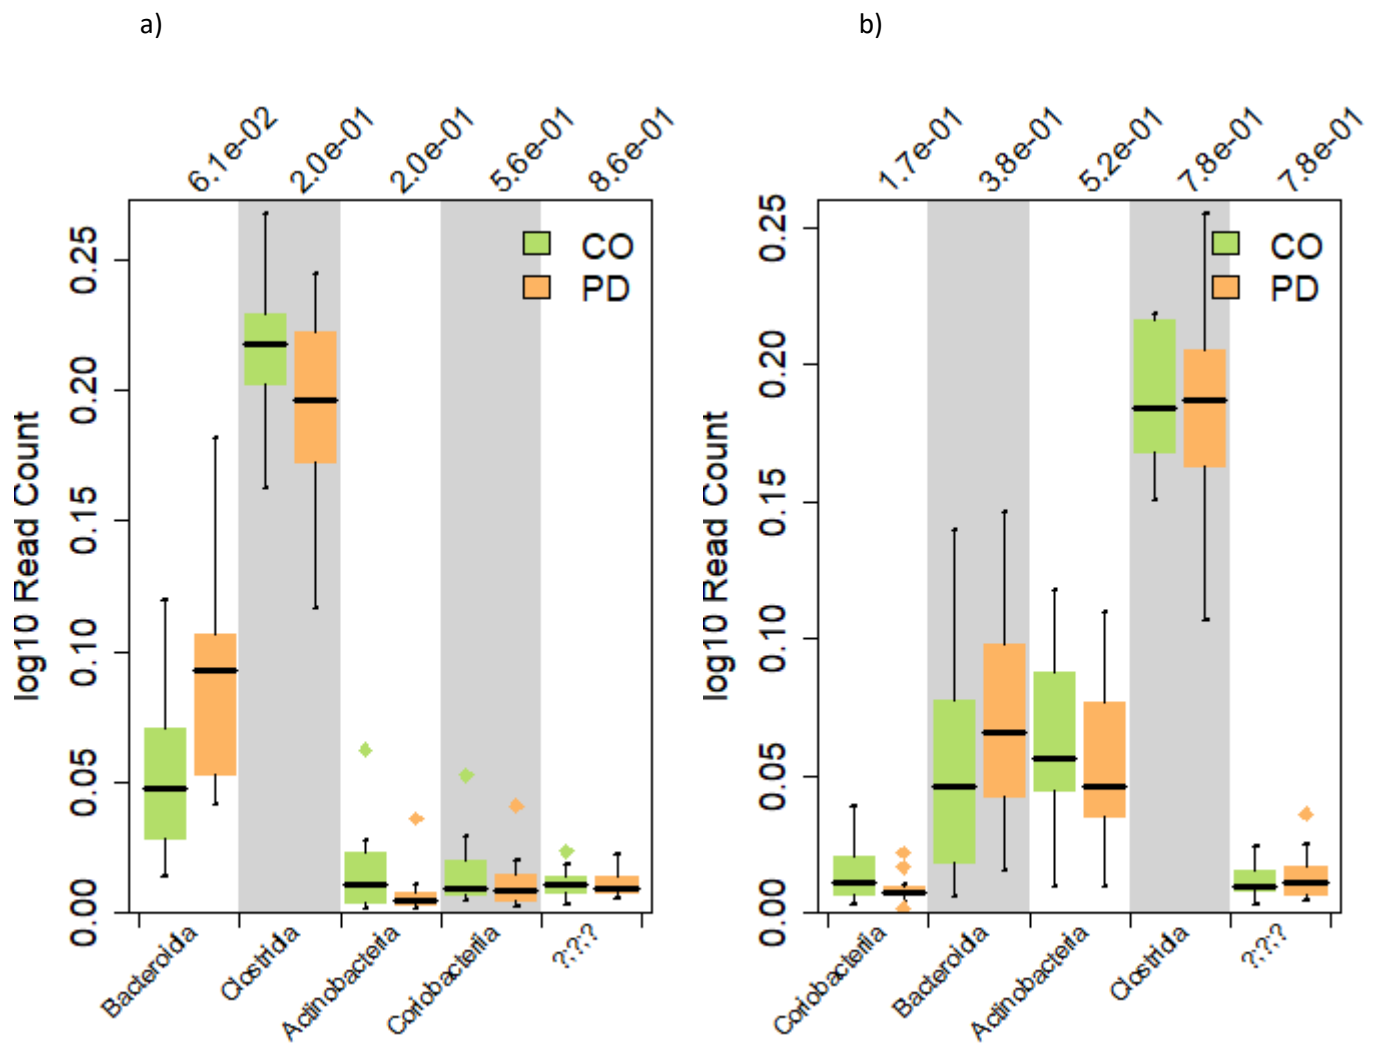 a)
6.1e-02
2.0e-01
2.0e-01
5.6e-01
8.6e-01
CO
PD
log10 Read Count
0.25
0.20
0.15
0.10
0.05
0.00
Bacteroidia
Clostridia
Actinobacteria
Coriobacteriia
?;?;?
b)
1.7e-01
3.8e-01
5.2e-01
7.8e-01
7.8e-01
CO
PD
log10 Read Count
0.25
0.20
0.15
0.10
0.05
0.00
Coriobacteriia
Bacteroidia
Actinobacteria
Clostridia
?;?;?